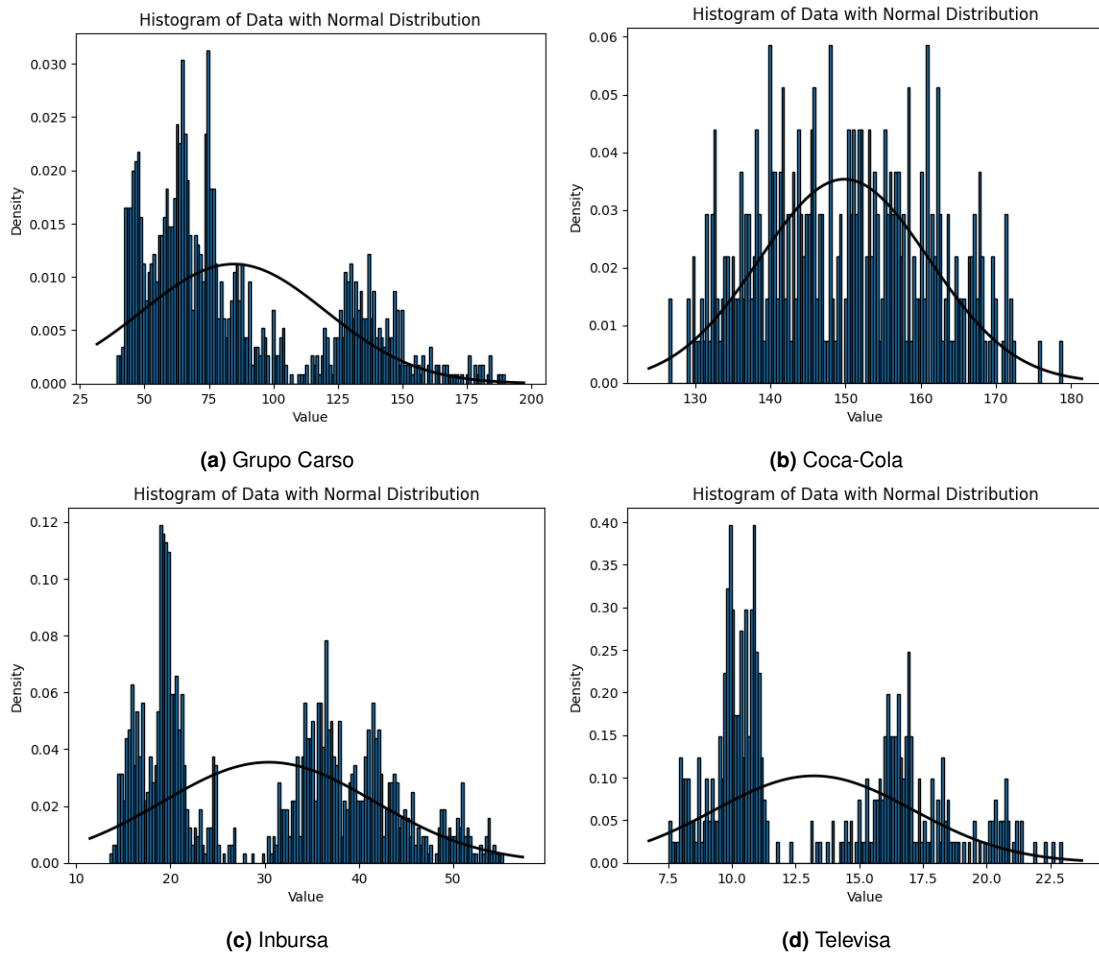 Histogram of Data with Normal Distribution
Density
0.030
0.025
0.020
0.015
0.010
0.005
0.000
25 50 75 100 125 150 175 200
Value
(a) Grupo Carso
Histogram of Data with Normal Distribution
Density
0.06
0.05
0.04
0.03
0.02
0.01
0.00
130 140 150 160 170 180
Value
(b) Coca-Cola
Histogram of Data with Normal Distribution
Density
0.12
0.10
0.08
0.06
0.04
0.02
0.00
10 20 30 40 50
Value
(c) Inbursa
Histogram of Data with Normal Distribution
Density
0.40
0.35
0.30
0.25
0.20
0.15
0.10
0.05
0.00
7.5 10.0 12.5 15.0 17.5 20.0 22.5
Value
(d) Televisa